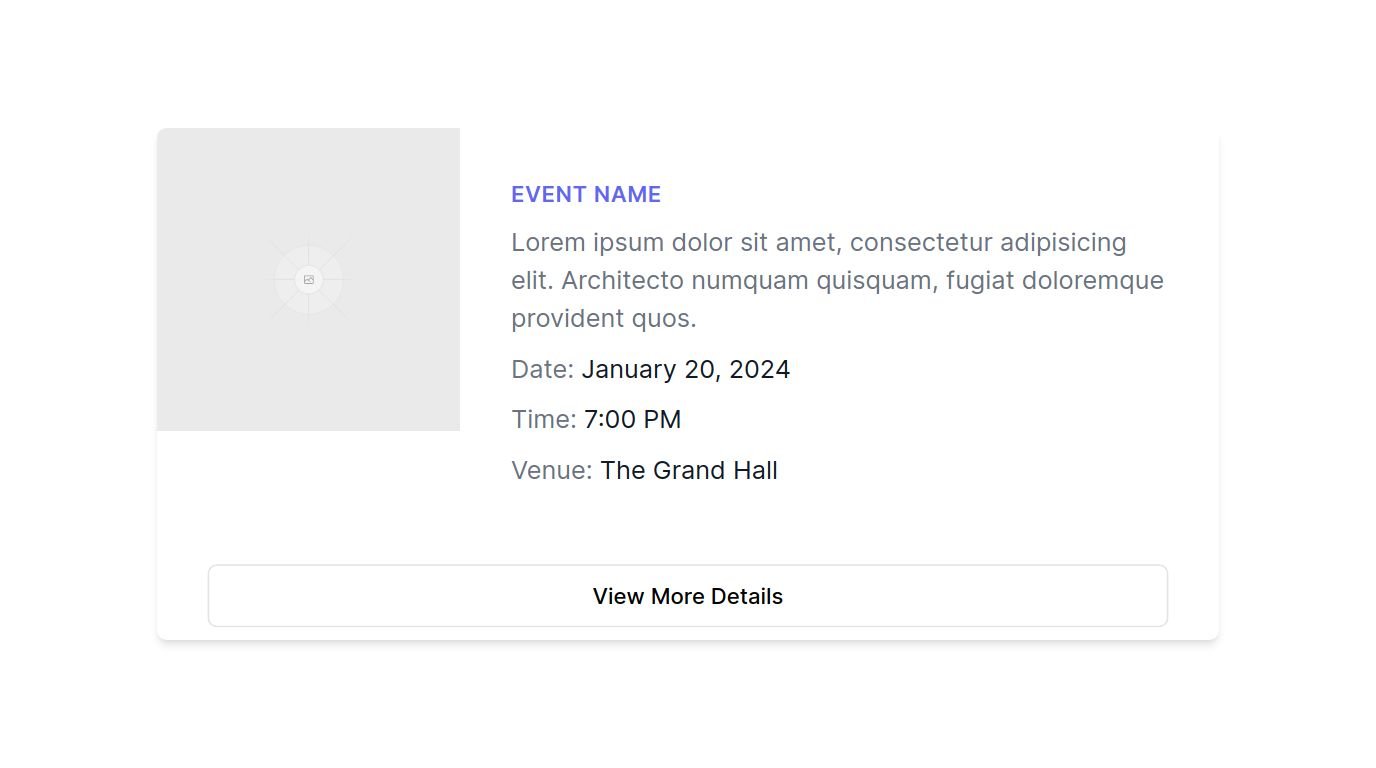 EVENT NAME
Lorem ipsum dolor sit amet, consectetur adipisicing
elit. Architecto numquam quisquam, fugiat doloremque
provident quos.
Date: January 20, 2024
Time: 7:00 PM
Venue: The Grand Hall
View More Details